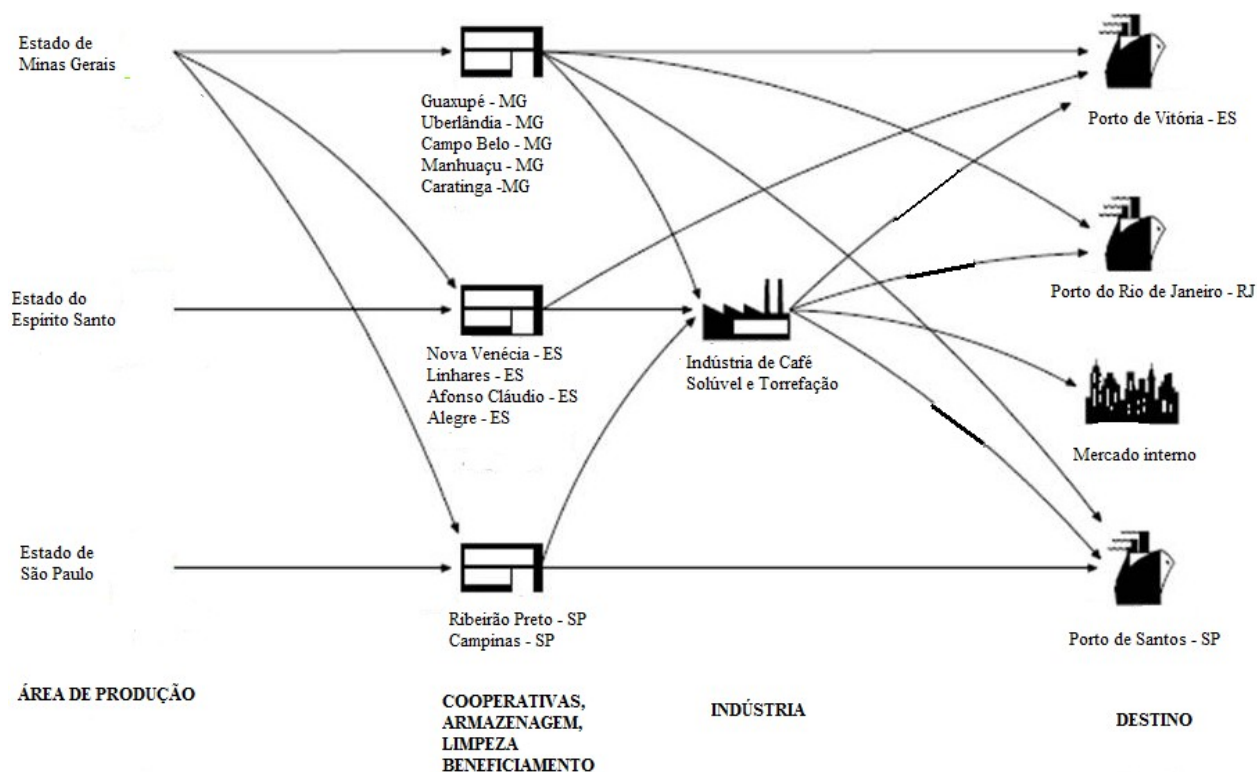 Estado de
Minas Gerais
Guaxupé - MG
Uberlândia - MG
Campo Belo - MG
Manhuaçu - MG
Caratinga -MG
Porto de Vitória - ES
Porto do Rio de Janeiro - RJ
Estado do
Espirito Santo
Nova Venécia - ES
Linhares - ES
Afonso Cláudio - ES
Alegre - ES
Indústria de Café
Solúvel e Torrefação
Mercado interno
Estado de
São Paulo
Ribeirão Preto - SP
Campinas - SP
Porto de Santos - SP
ÁREA DE PRODUÇÃO
COOPERATIVAS,
ARMAZENAGEM,
LIMPEZA
BENEFICIAMENTO
INDÚSTRIA
DESTINO